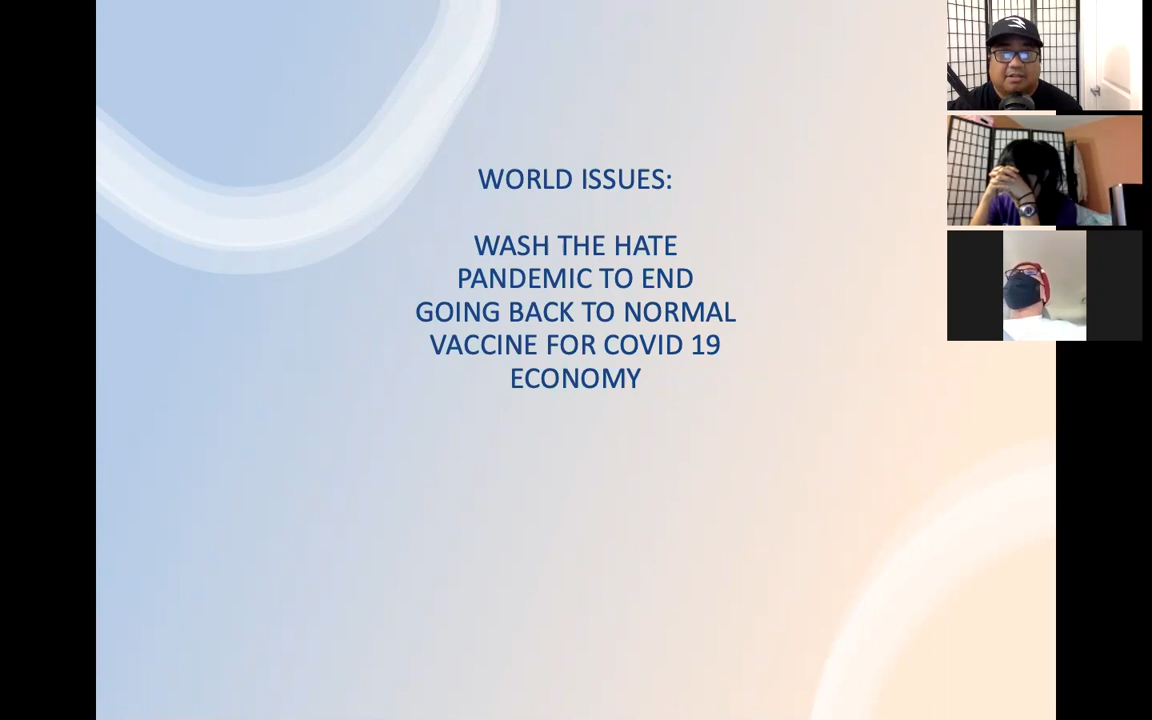 WORLD ISSUES:
WASH THE HATE
PANDEMIC TO END
GOING BACK TO NORMAL
VACCINE FOR COVID 19
ECONOMY